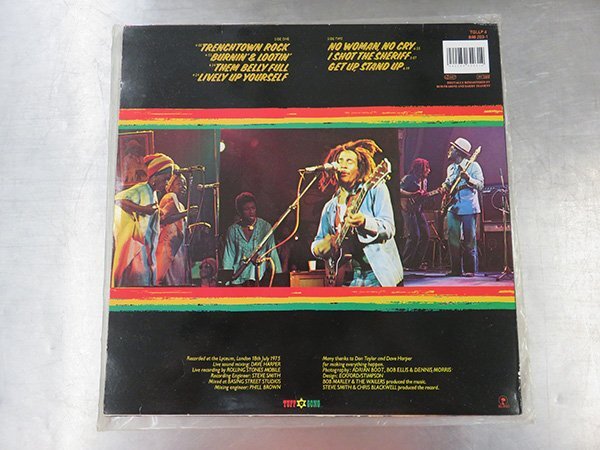 SIDE ONE
TRENCHTOWN ROCK
BURNIN' & LOOTIN'
THEM BELLY FULL
LIVELY UP YOURSELF
SIDE TWO
NO WOMAN, NO CRY
I SHOT THE SHERIFF
GET UP, STAND UP
TGLLP 4
Recorded at the Lyceum, London 18th July 1975
Live sound mixing: DAVE HARPER
Live recording by ROLLING STONES MOBILE
Recording Engineer: STEVE SMITH
Mixed at BASING STREET STUDIOS
Mixing engineer: PHILL BROWN
Many thanks to Don Taylor and Dave Harper
for making everything happen.
Photography: ADRIAN BOOT, BOB ELLIS & DENNIS MORRIS
Design: ECKFORD/STIMPSON
BOB MARLEY & THE WAILERS produced the music.
STEVE SMITH & CHRIS BLACKWELL produced the record.
TUFF GONG